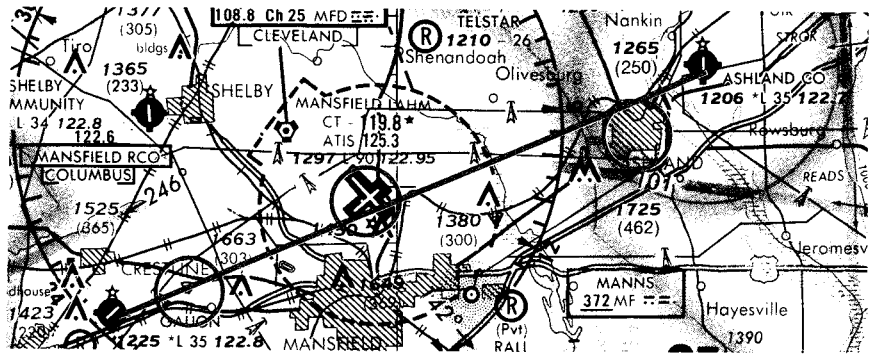 108.8 Ch 25 MFD
CLEVELAND
1377
(305)
bldgs
Tiro
1365
(233)
SHELBY
SHELBY
MMUNITY
L 34 122.8
122.6
MANSFIELD RCO
COLUMBUS
246
1525
(365)
663
(303)
CRESTLINE
1423
GALION
1225 *L 35 122.8
MANSFIELD
MANSFIELD LAHM
CT - 119.8*
ATIS 125.3
1297 L 90 122.95
TELSTAR
R
1210 - 26
Shenandoah
Olivesburg
Nankin
1265
(250)
ASHLAND CO
1206 *L 35 122.7
Rowsburg
READS
1380
(300)
1725
(462)
1649
Jeromesv
MANNS
372 MF
Hayesville
1390
R
(Pvt)
RALL